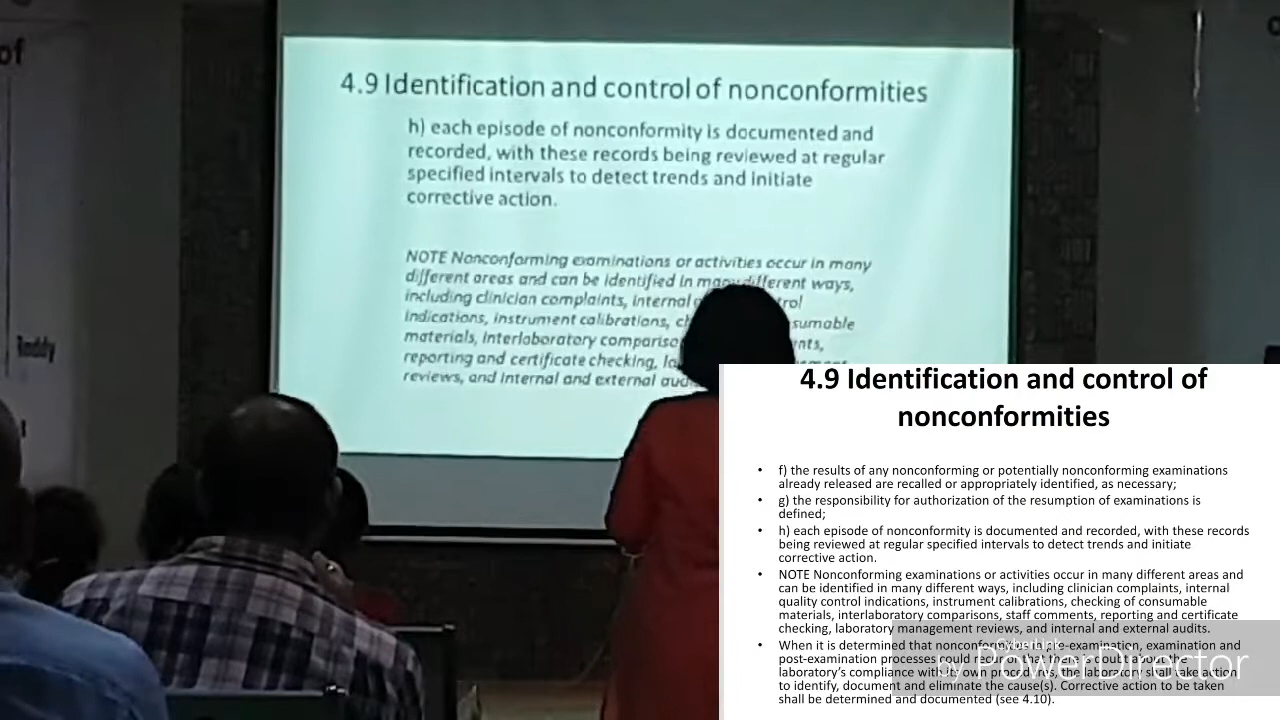 of
Reddy
4.9 Identification and control of nonconformities
h) each episode of nonconformity is documented and
recorded, with these records being reviewed at regular
specified intervals to detect trends and initiate
corrective action.
NOTE Nonconforming examinations or activities occur in many
different areas and can be identified in many different ways,
including clinician complaints, internal
indications, instrument calibrations,
materials, interlaboratory
reporting and certificate checking,
reviews, and internal and external
4.9 Identification and control of
nonconformities
• f) the results of any nonconforming or potentially nonconforming examinations
already released are recalled or appropriately identified, as necessary;
• g) the responsibility for authorization of the resumption of examinations is
defined;
• h) each episode of nonconformity is documented and recorded, with these records
being reviewed at regular specified intervals to detect trends and initiate
corrective action.
• NOTE Nonconforming examinations or activities occur in many different areas and
can be identified in many different ways, including clinician complaints, internal
quality control indications, instrument calibrations, checking of consumable
materials, interlaboratory comparisons, staff comments, reporting and certificate
checking, laboratory management reviews, and internal and external audits.
• When it is determined that nonconformities in pre-examination, examination and
post-examination processes could recur or that there is doubt about the
laboratory's compliance with its own procedures, the laboratory shall take action
to identify, document and eliminate the cause(s). Corrective action to be taken
shall be determined and documented (see 4.10).
CyberLink
by PowerDirector